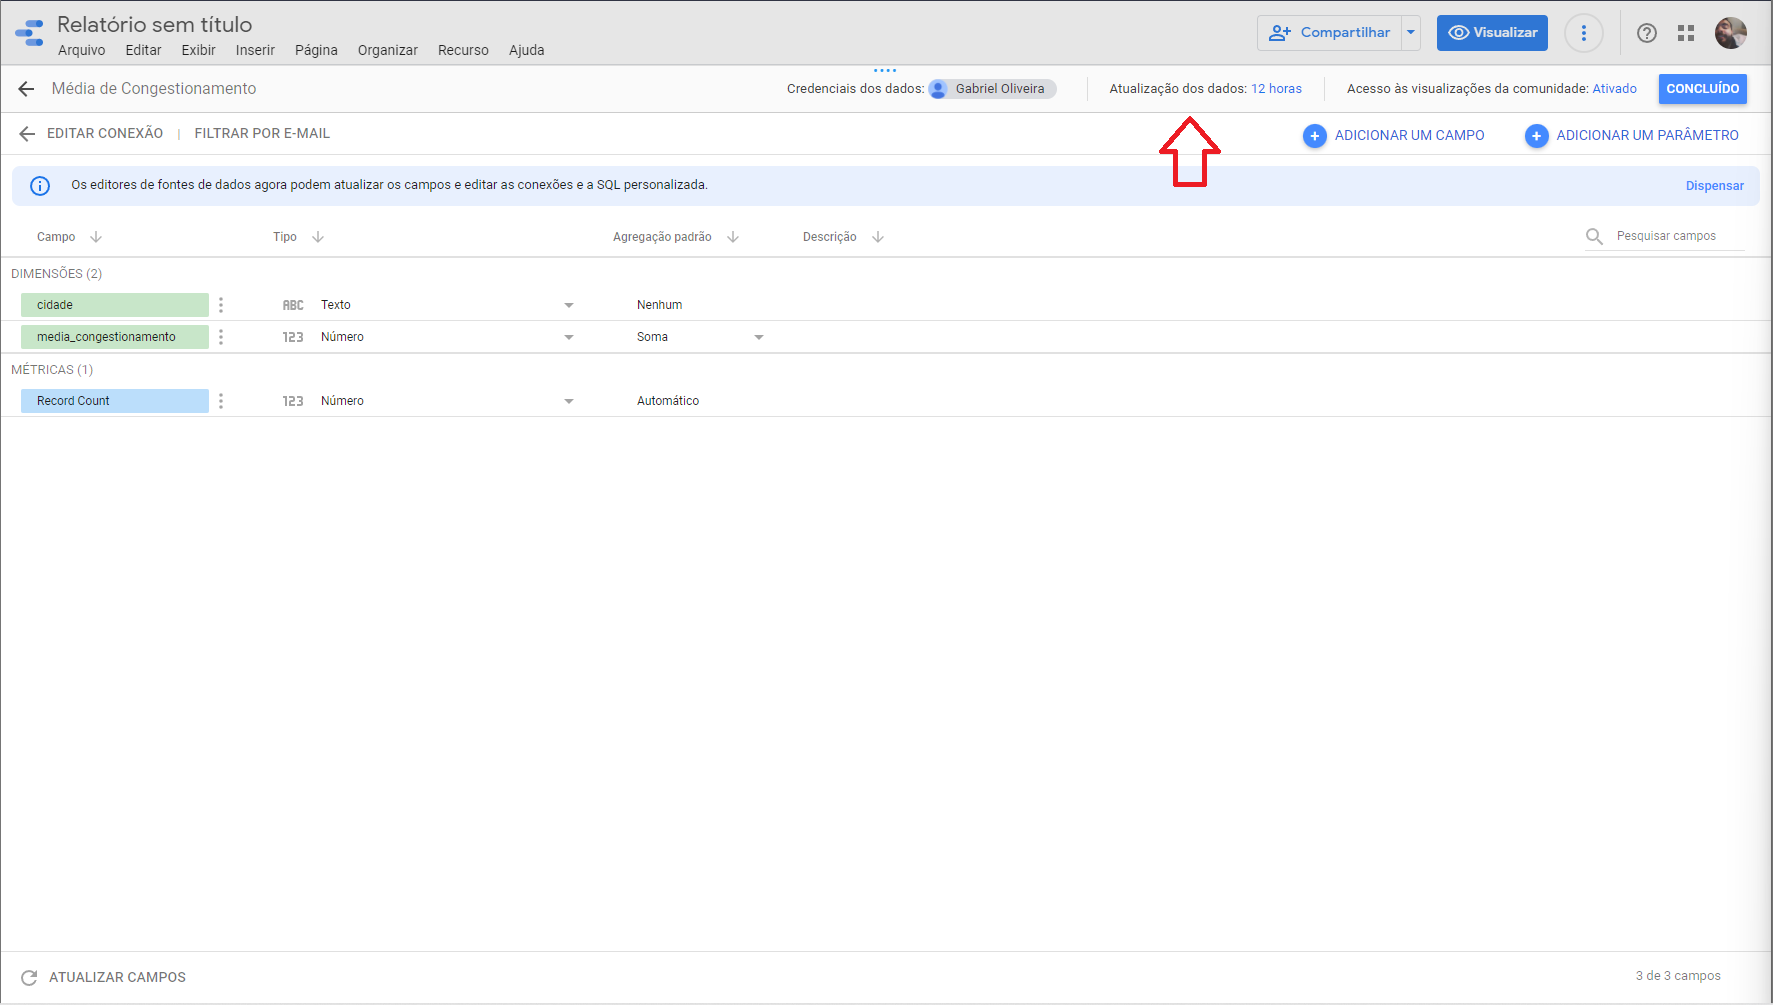 Relatório sem título
Arquivo Editar Exibir Inserir Página Organizar Recurso Ajuda
Compartilhar Visualizar
Média de Congestionamento
Credenciais dos dados: Gabriel Oliveira
Atualização dos dados: 12 horas
Acesso às visualizações da comunidade: Ativado
CONCLUÍDO
EDITAR CONEXÃO | FILTRAR POR E-MAIL
ADICIONAR UM CAMPO ADICIONAR UM PARÂMETRO
Os editores de fontes de dados agora podem atualizar os campos e editar as conexões e a SQL personalizada.
Dispensar
Campo Tipo Agregação padrão Descrição Pesquisar campos
DIMENSÕES (2)
cidade ABC Texto Nenhum
media_congestionamento 123 Número Soma
MÉTRICAS (1)
Record Count 123 Número Automático
ATUALIZAR CAMPOS
3 de 3 campos